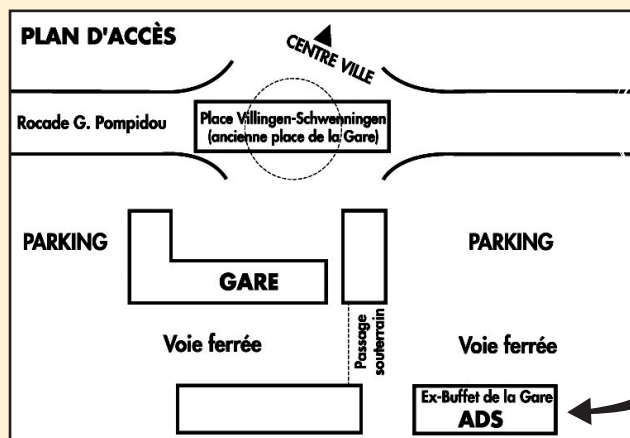 PLAN D'ACCÈS
CENTRE VILLE
Rocade G. Pompidou
Place Villingen-Schwenningen
(ancienne place de la Gare)
PARKING
PARKING
GARE
Passage
souterrain
Voie ferrée
Voie ferrée
Ex-Buffet de la Gare
ADS